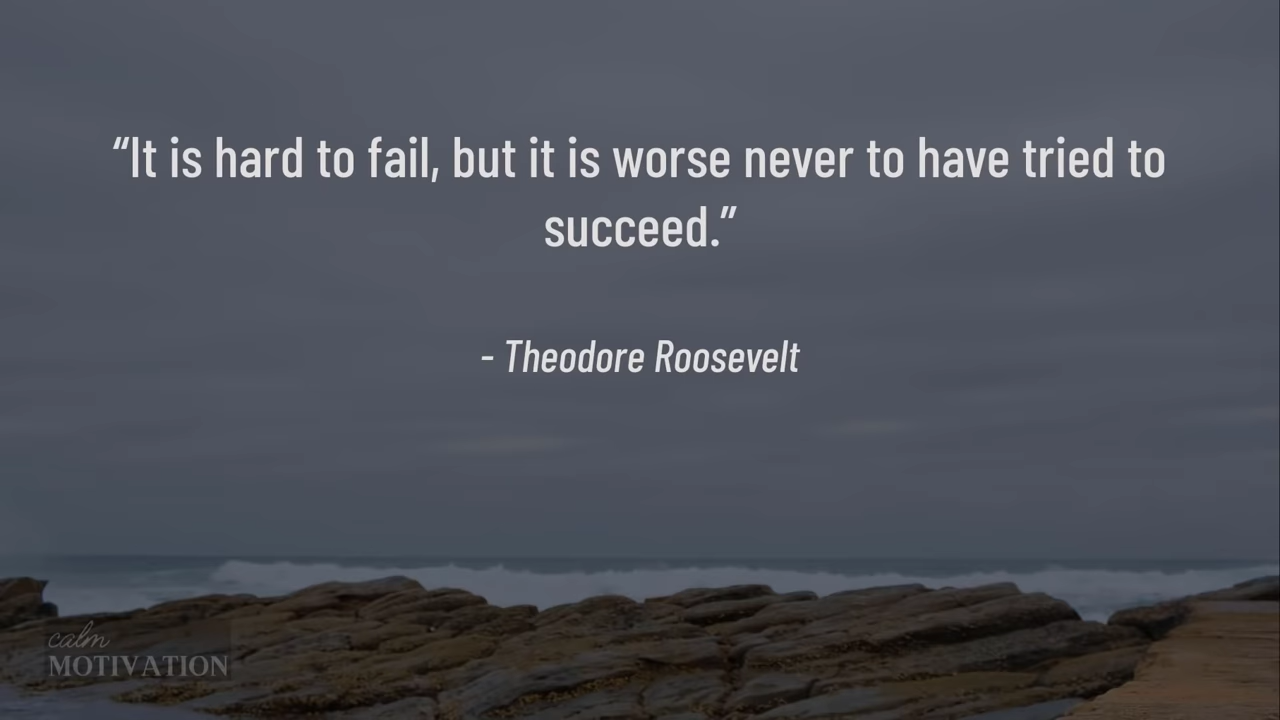 “It is hard to fail, but it is worse never to have tried to
succeed.”
- Theodore Roosevelt
calm
MOTIVATION